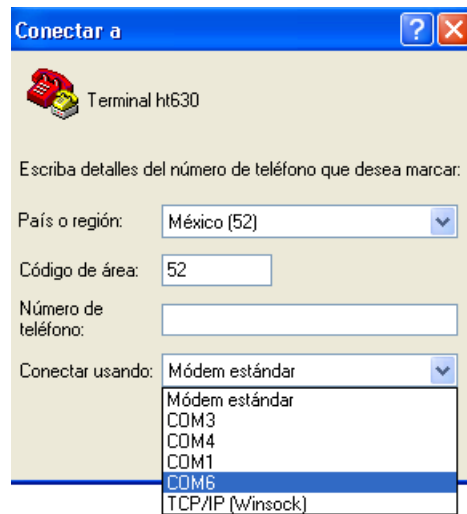 Conectar a
Terminal ht630
Escriba detalles del número de teléfono que desea marcar:
País o región: México (52)
Código de área: 52
Número de
teléfono:
Conectar usando: Módem estándar
Módem estándar
COM3
COM4
COM1
COM6
TCP/IP (Winsock)